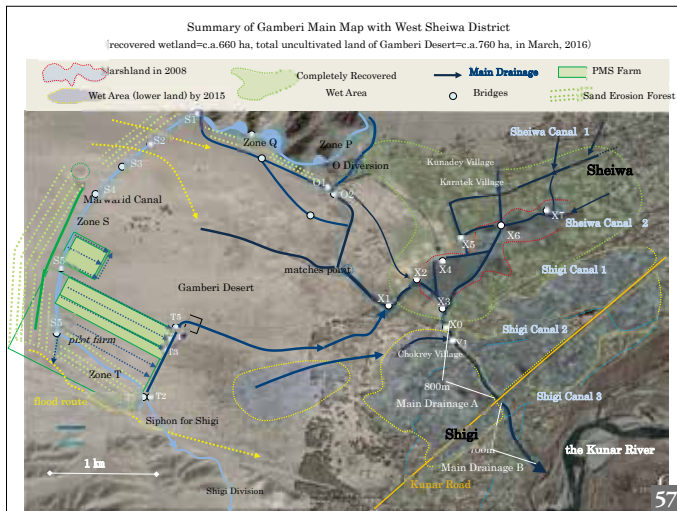 Summary of Gamberi Main Map with West Sheiwa District
(recovered wetland=c.a.660 ha, total uncultivated land of Gamberi Desert=c.a.760 ha, in March, 2016)
Marshland in 2008
Completely Recovered
Wet Area
Main Drainage
PMS Farm
Wet Area (lower land) by 2015
Bridges
Sand Erosion Forest
S1
Zone Q
Zone P
Sheiwa Canal 1
S2
O Diversion
Kunadey Village
Sheiwa
S3
Karatek Village
O1
O2
S4
Marwarid Canal
X7
Sheiwa Canal 2
Zone S
X6
X5
S5
matches point
X4
Shigi Canal 1
X2
Gamberi Desert
X1
X3
T5
X0
Shigi Canal 2
S5
pilot farm
T3
Chokrey Village
Zone T
800m
Shigi Canal 3
T2
Main Drainage A
flood route
Siphon for Shigi
Shigi
700m
the Kunar River
1 km
Main Drainage B
Kunar Road
Shigi Division
57